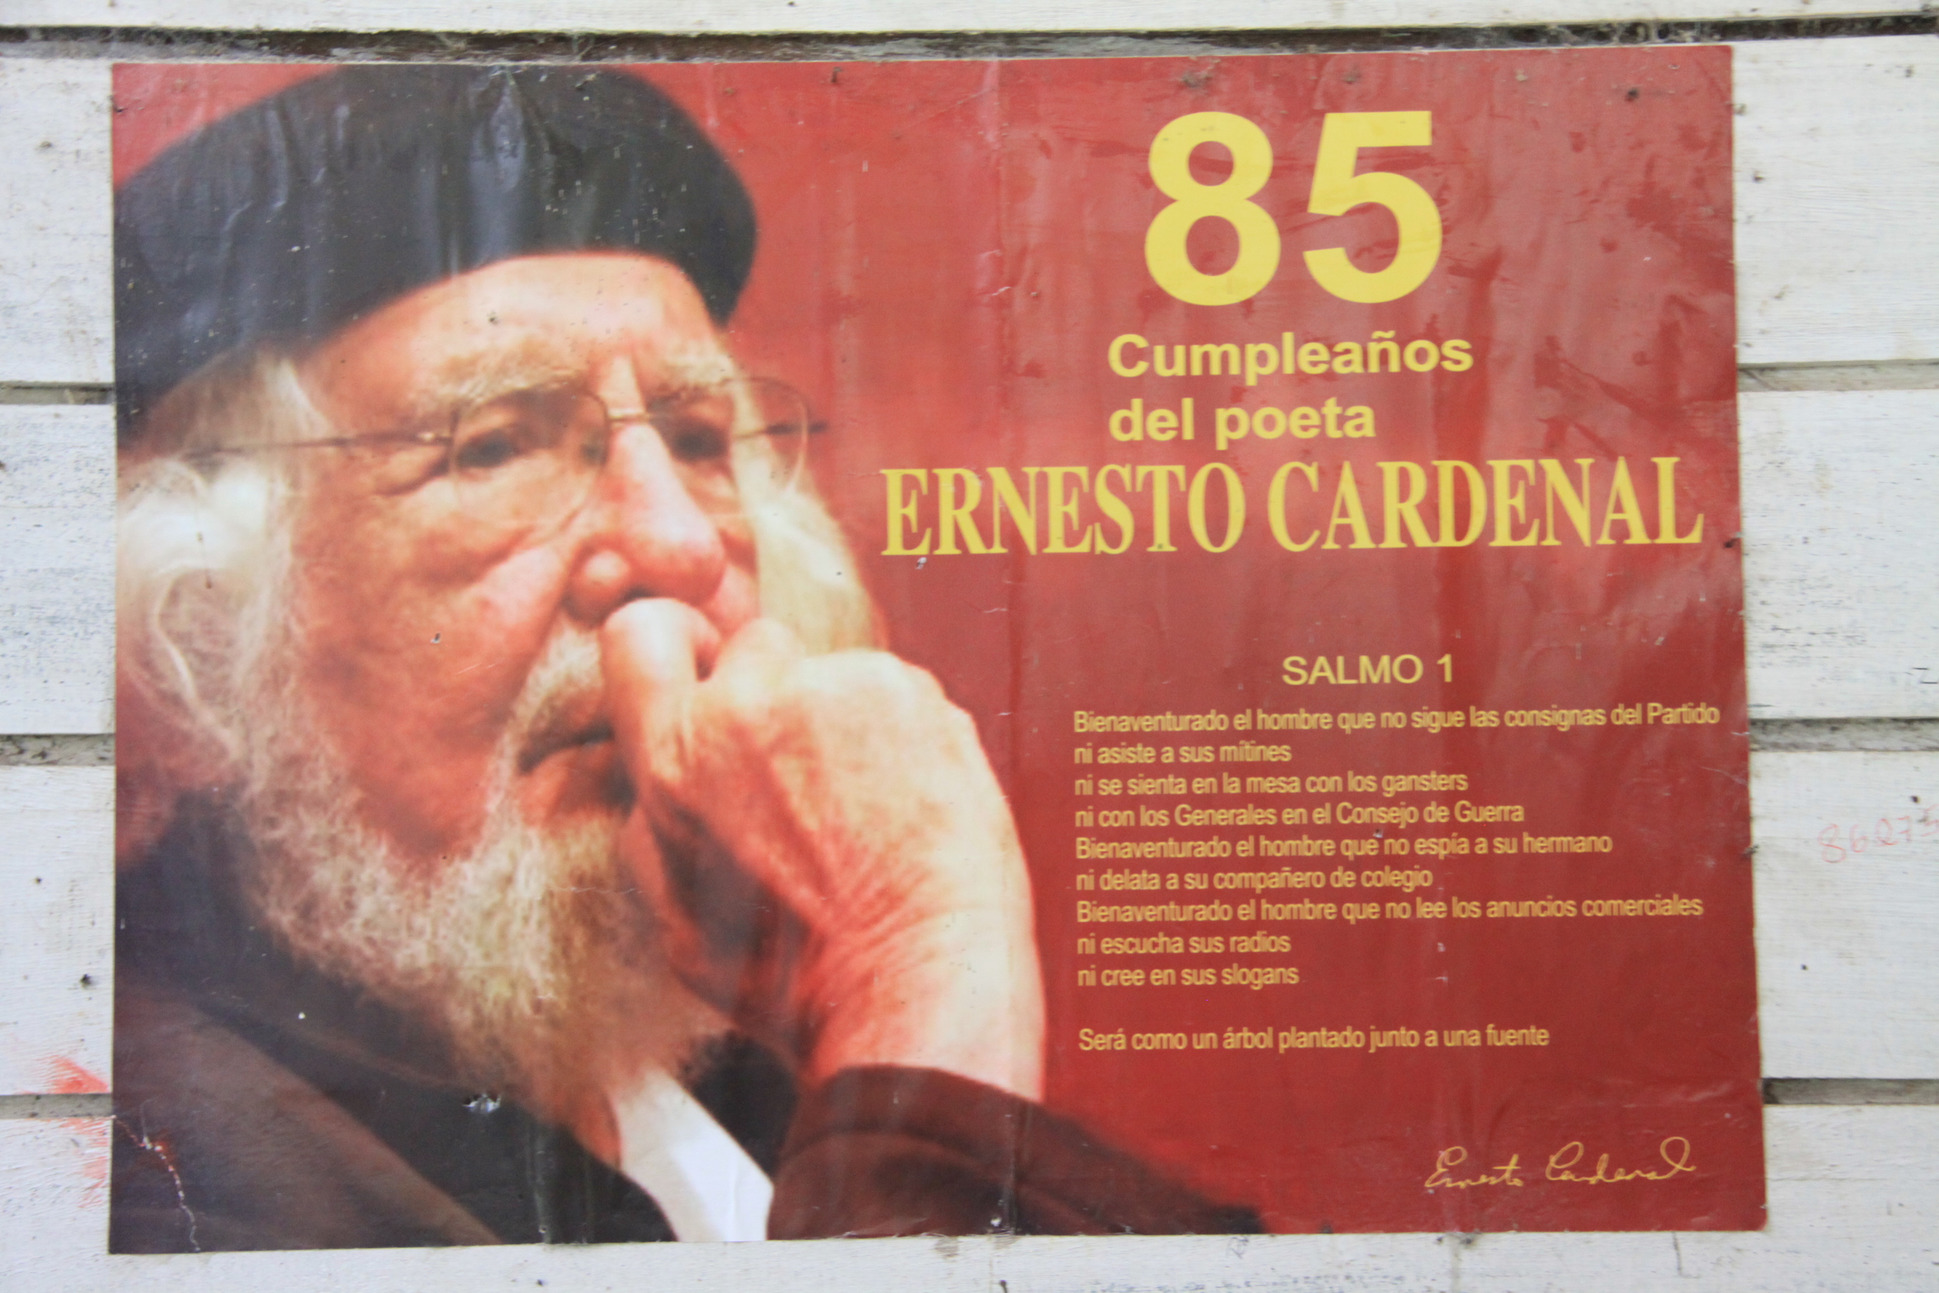 85
Cumpleaños
del poeta
ERNESTO CARDENAL
SALMO 1
Bienaventurado el hombre que no sigue las consignas del Partido
ni asiste a sus mítines
ni se sienta en la mesa con los gansters
ni con los Generales en el Consejo de Guerra
Bienaventurado el hombre que no espía a su hermano
ni delata a su compañero de colegio
Bienaventurado el hombre que no lee los anuncios comerciales
ni escucha sus radios
ni cree en sus slogans
Será como un árbol plantado junto a una fuente
Ernesto Cardenal